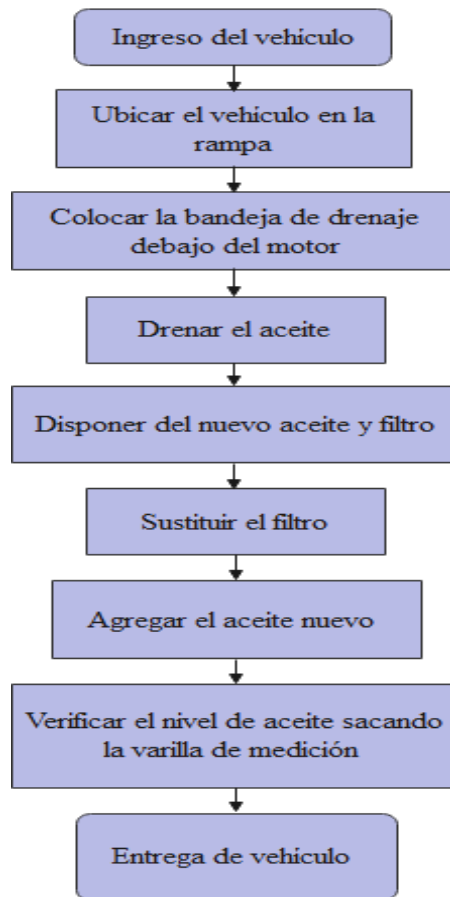 Ingreso del vehículo
Ubicar el vehículo en la
rampa
Colocar la bandeja de drenaje
debajo del motor
Drenar el aceite
Disponer del nuevo aceite y filtro
Sustituir el filtro
Agregar el aceite nuevo
Verificar el nivel de aceite sacando
la varilla de medición
Entrega de vehículo